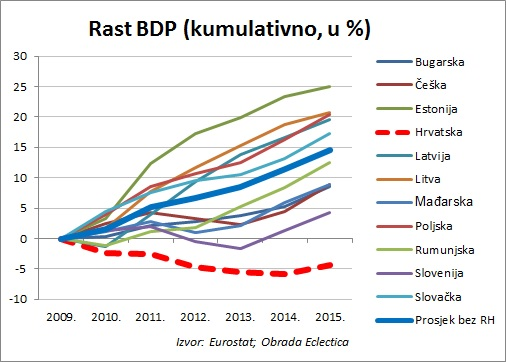 Rast BDP (kumulativno, u %)
30
25
20
15
10
5
0
-5
-10
2009. 2010. 2011. 2012. 2013. 2014. 2015.
Bugarska
Češka
Estonija
Hrvatska
Latvija
Litva
Mađarska
Poljska
Rumunjska
Slovenija
Slovačka
Prosjek bez RH
Izvor: Eurostat; Obrada Eclectica